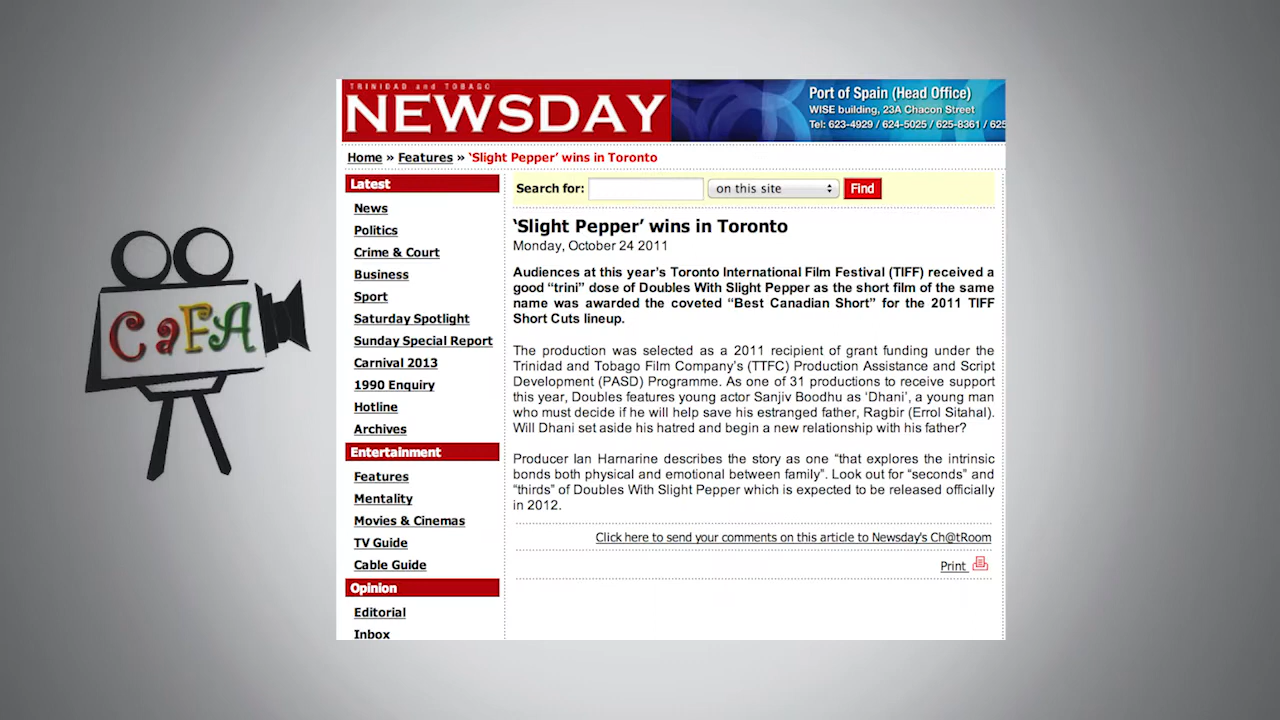 TRINIDAD and TOBAGO
NEWSDAY
Port of Spain (Head Office)
WISE building, 23A Chacon Street
Tel: 623-4929 / 624-5025 / 625-8361 / 625
Home » Features » ‘Slight Pepper’ wins in Toronto
Latest
News
Politics
Crime & Court
Business
Sport
Saturday Spotlight
Sunday Special Report
Carnival 2013
1990 Enquiry
Hotline
Archives
Entertainment
Features
Mentality
Movies & Cinemas
TV Guide
Cable Guide
Opinion
Editorial
Inbox
Search for: on this site Find
‘Slight Pepper’ wins in Toronto
Monday, October 24 2011
Audiences at this year’s Toronto International Film Festival (TIFF) received a
good “trini” dose of Doubles With Slight Pepper as the short film of the same
name was awarded the coveted “Best Canadian Short” for the 2011 TIFF
Short Cuts lineup.
The production was selected as a 2011 recipient of grant funding under the
Trinidad and Tobago Film Company’s (TTFC) Production Assistance and Script
Development (PASD) Programme. As one of 31 productions to receive support
this year, Doubles features young actor Sanjiv Boodhu as ‘Dhani’, a young man
who must decide if he will help save his estranged father, Ragbir (Errol Sitahal).
Will Dhani set aside his hatred and begin a new relationship with his father?
Producer Ian Harnarine describes the story as one “that explores the intrinsic
bonds both physical and emotional between family”. Look out for “seconds” and
“thirds” of Doubles With Slight Pepper which is expected to be released officially
in 2012.
Click here to send your comments on this article to Newsday's Ch@tRoom
Print
CaFA